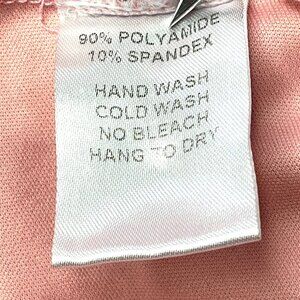 90% POLYAMIDE
10% SPANDEX
HAND WASH
COLD WASH
NO BLEACH
HANG TO DRY